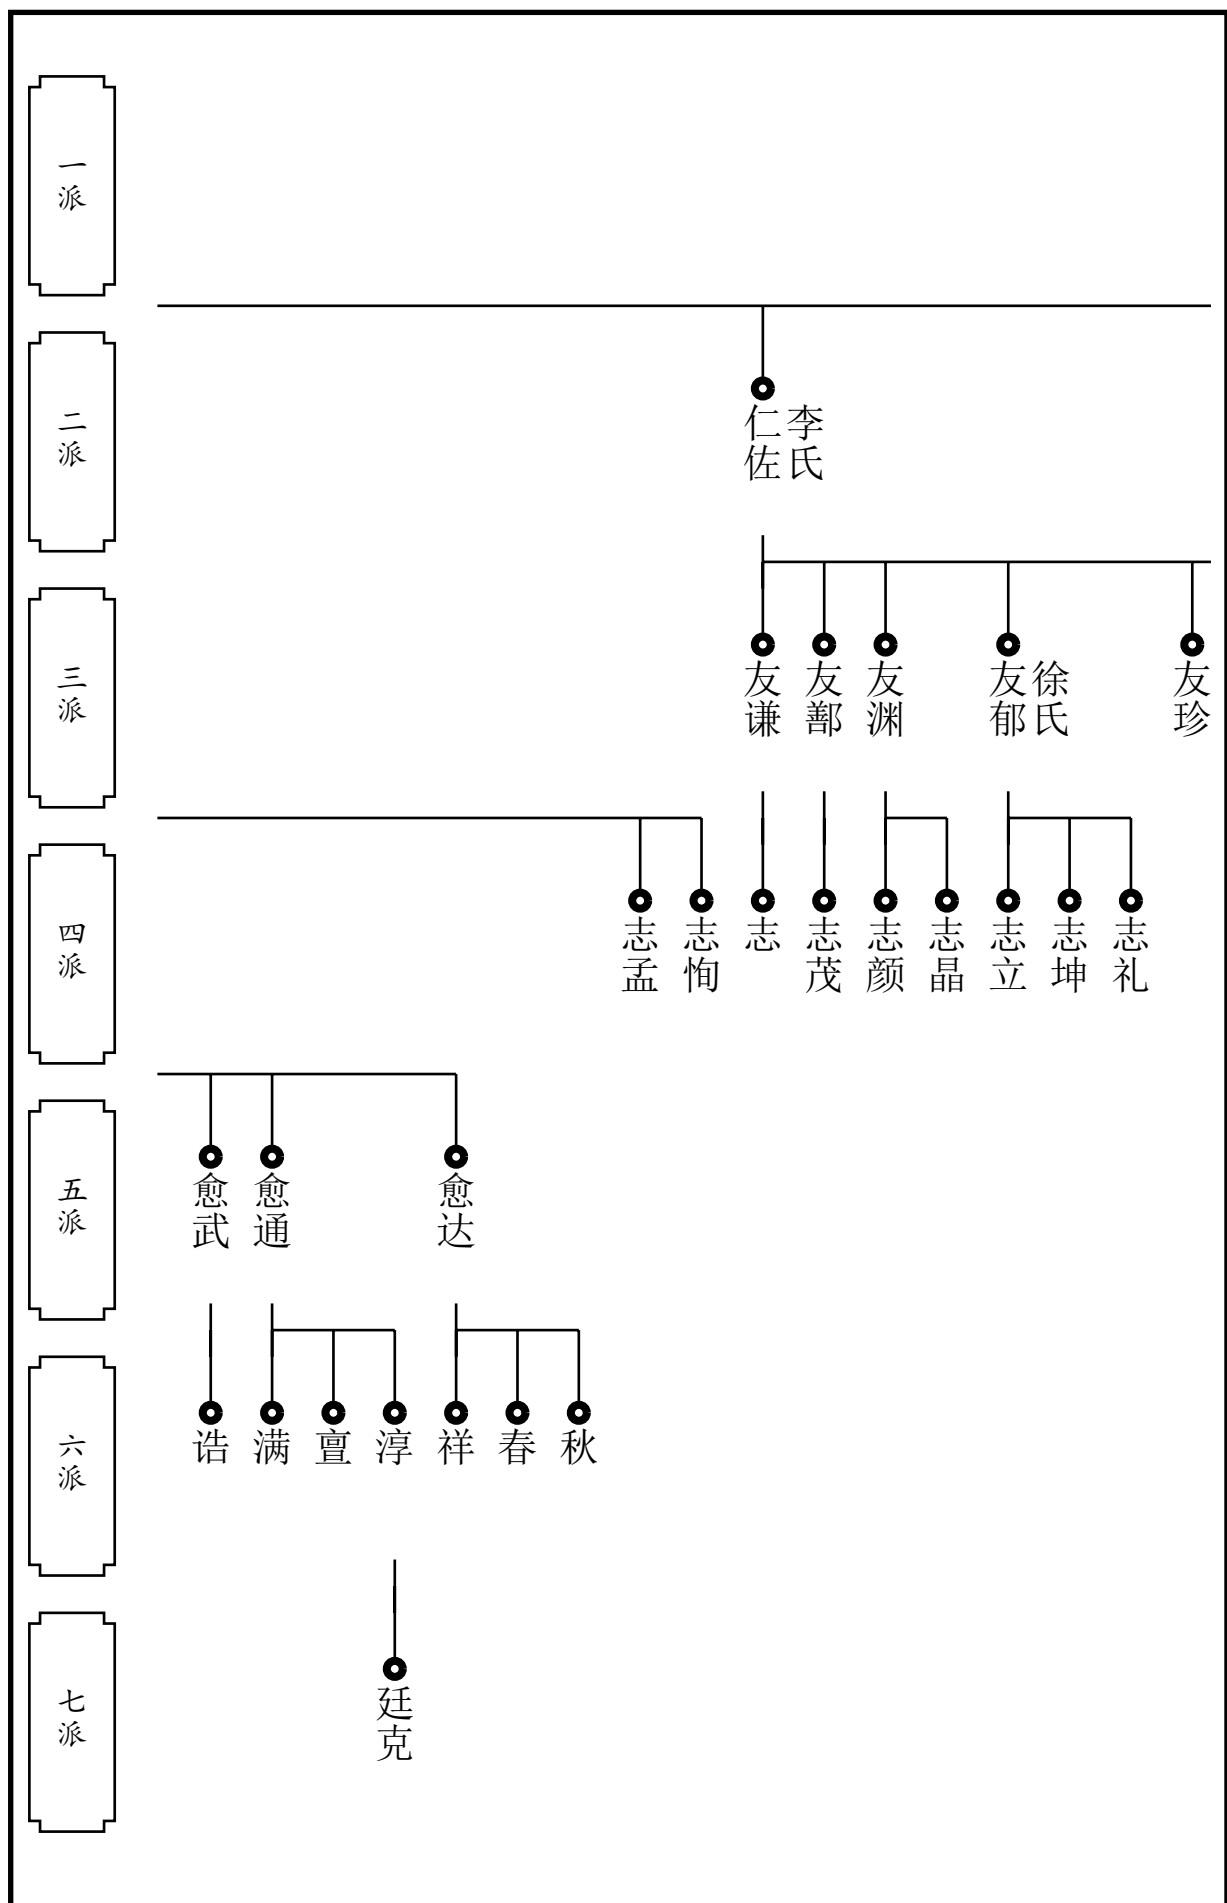 一派
二派
仁佐
李氏
三派
友谦
友鄯
友渊
友郁
徐氏
友珍
四派
志孟
志恂
志
志茂
志颜
志晶
志立
志坤
志礼
五派
愈武
愈通
愈达
六派
诰
满
亶
淳
祥
春
秋
七派
廷克